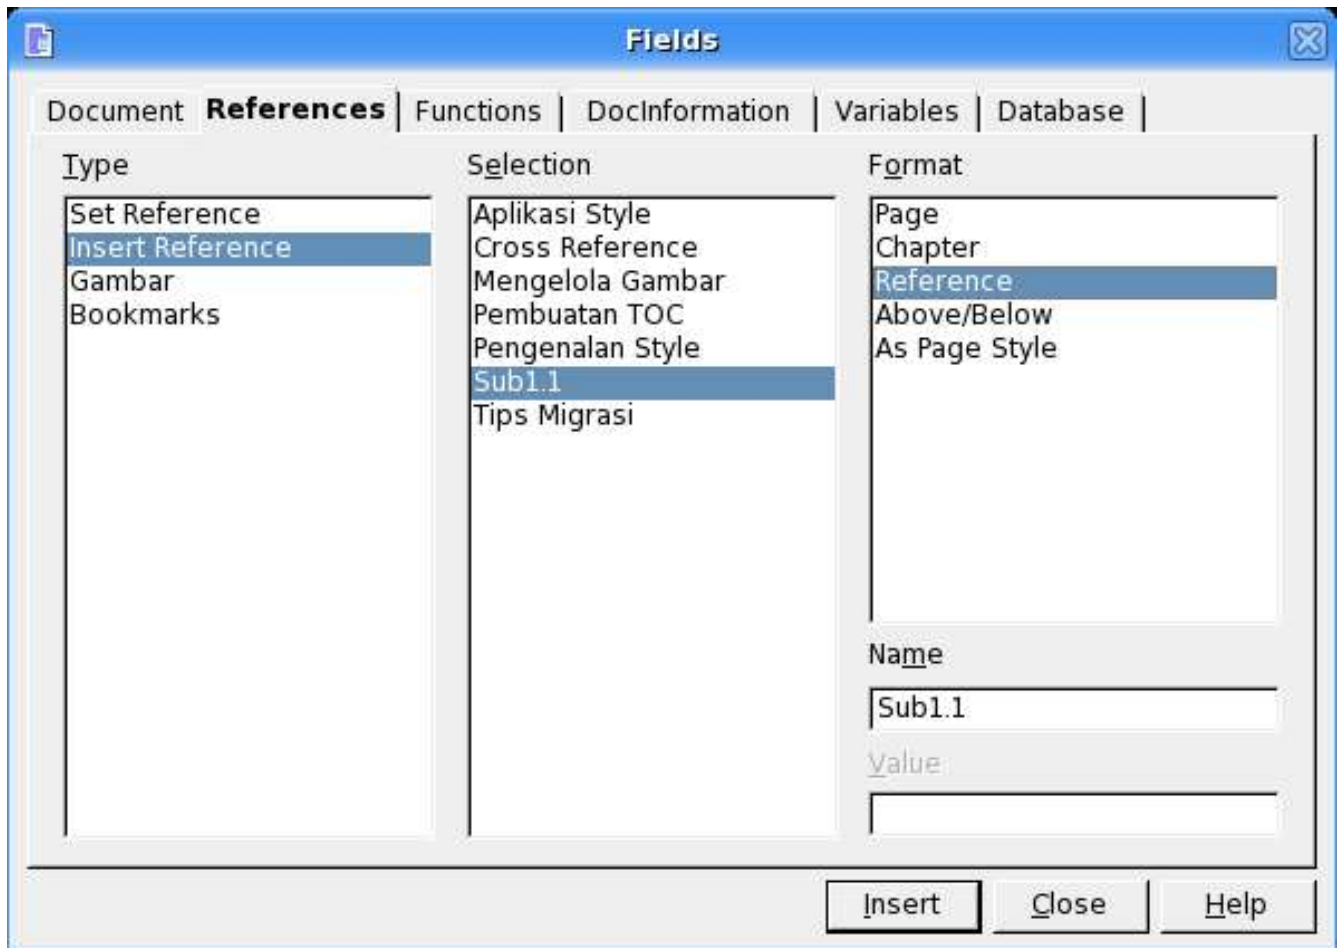 Fields
Document References Functions DocInformation Variables Database
Type
Set Reference
Insert Reference
Gambar
Bookmarks
Selection
Aplikasi Style
Cross Reference
Mengelola Gambar
Pembuatan TOC
Pengenalan Style
Sub1.1
Tips Migrasi
Format
Page
Chapter
Reference
Above/Below
As Page Style
Name
Sub1.1
Value
Insert Close Help